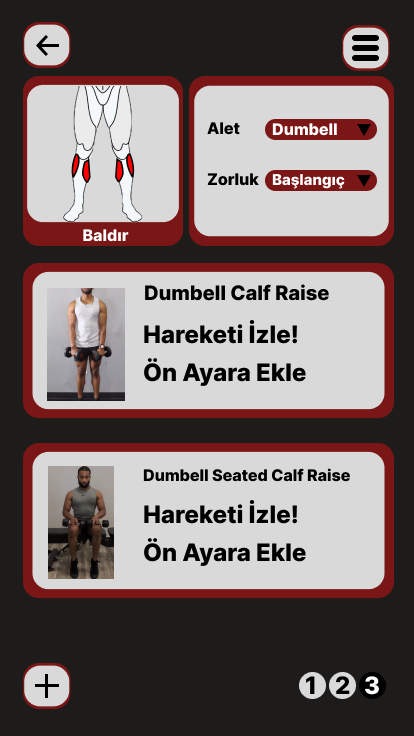 Alet
Dumbell
Zorluk
Başlangıç
Baldır
Dumbell Calf Raise
Hareketi İzle!
Ön Ayara Ekle
Dumbell Seated Calf Raise
Hareketi İzle!
Ön Ayara Ekle
1 2 3